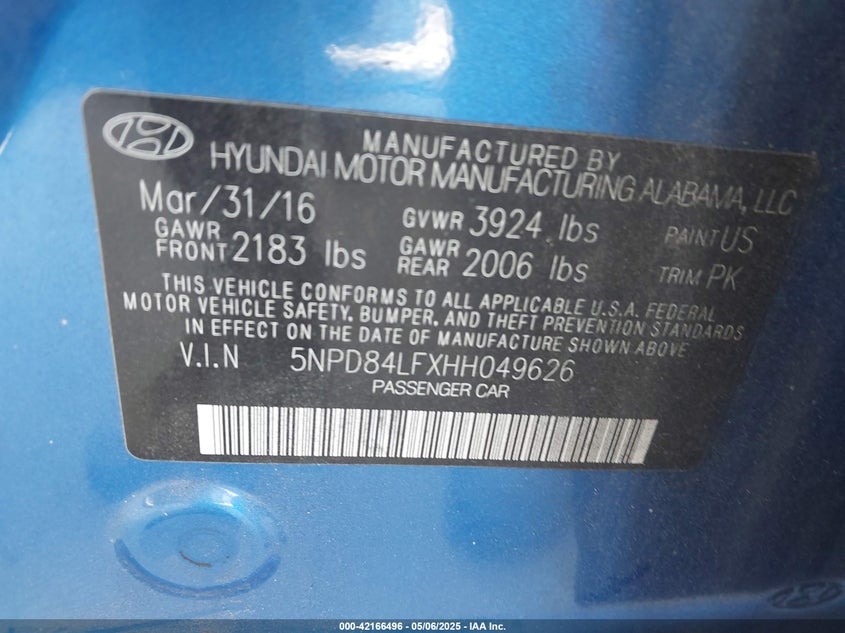 MANUFACTURED BY
HYUNDAI MOTOR MANUFACTURING ALABAMA, LLC
Mar/31/16 GVWR 3924 lbs PAINT US
GAWR FRONT 2183 lbs GAWR REAR 2006 lbs TRIM PK
THIS VEHICLE CONFORMS TO ALL APPLICABLE U.S.A. FEDERAL
MOTOR VEHICLE SAFETY, BUMPER, AND THEFT PREVENTION STANDARDS
IN EFFECT ON THE DATE OF MANUFACTURE SHOWN ABOVE
V.I.N 5NPD84LFXHH049626
PASSENGER CAR
000-42166496 - 05/06/2025 - IAA Inc.